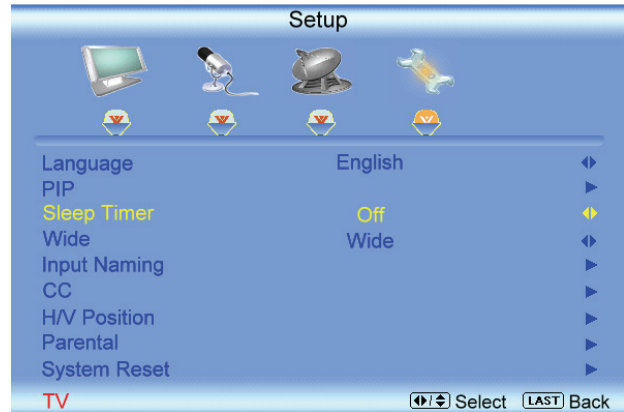 Setup
Language English
PIP
Sleep Timer Off
Wide Wide
Input Naming
CC
H/V Position
Parental
System Reset
TV Select LAST Back